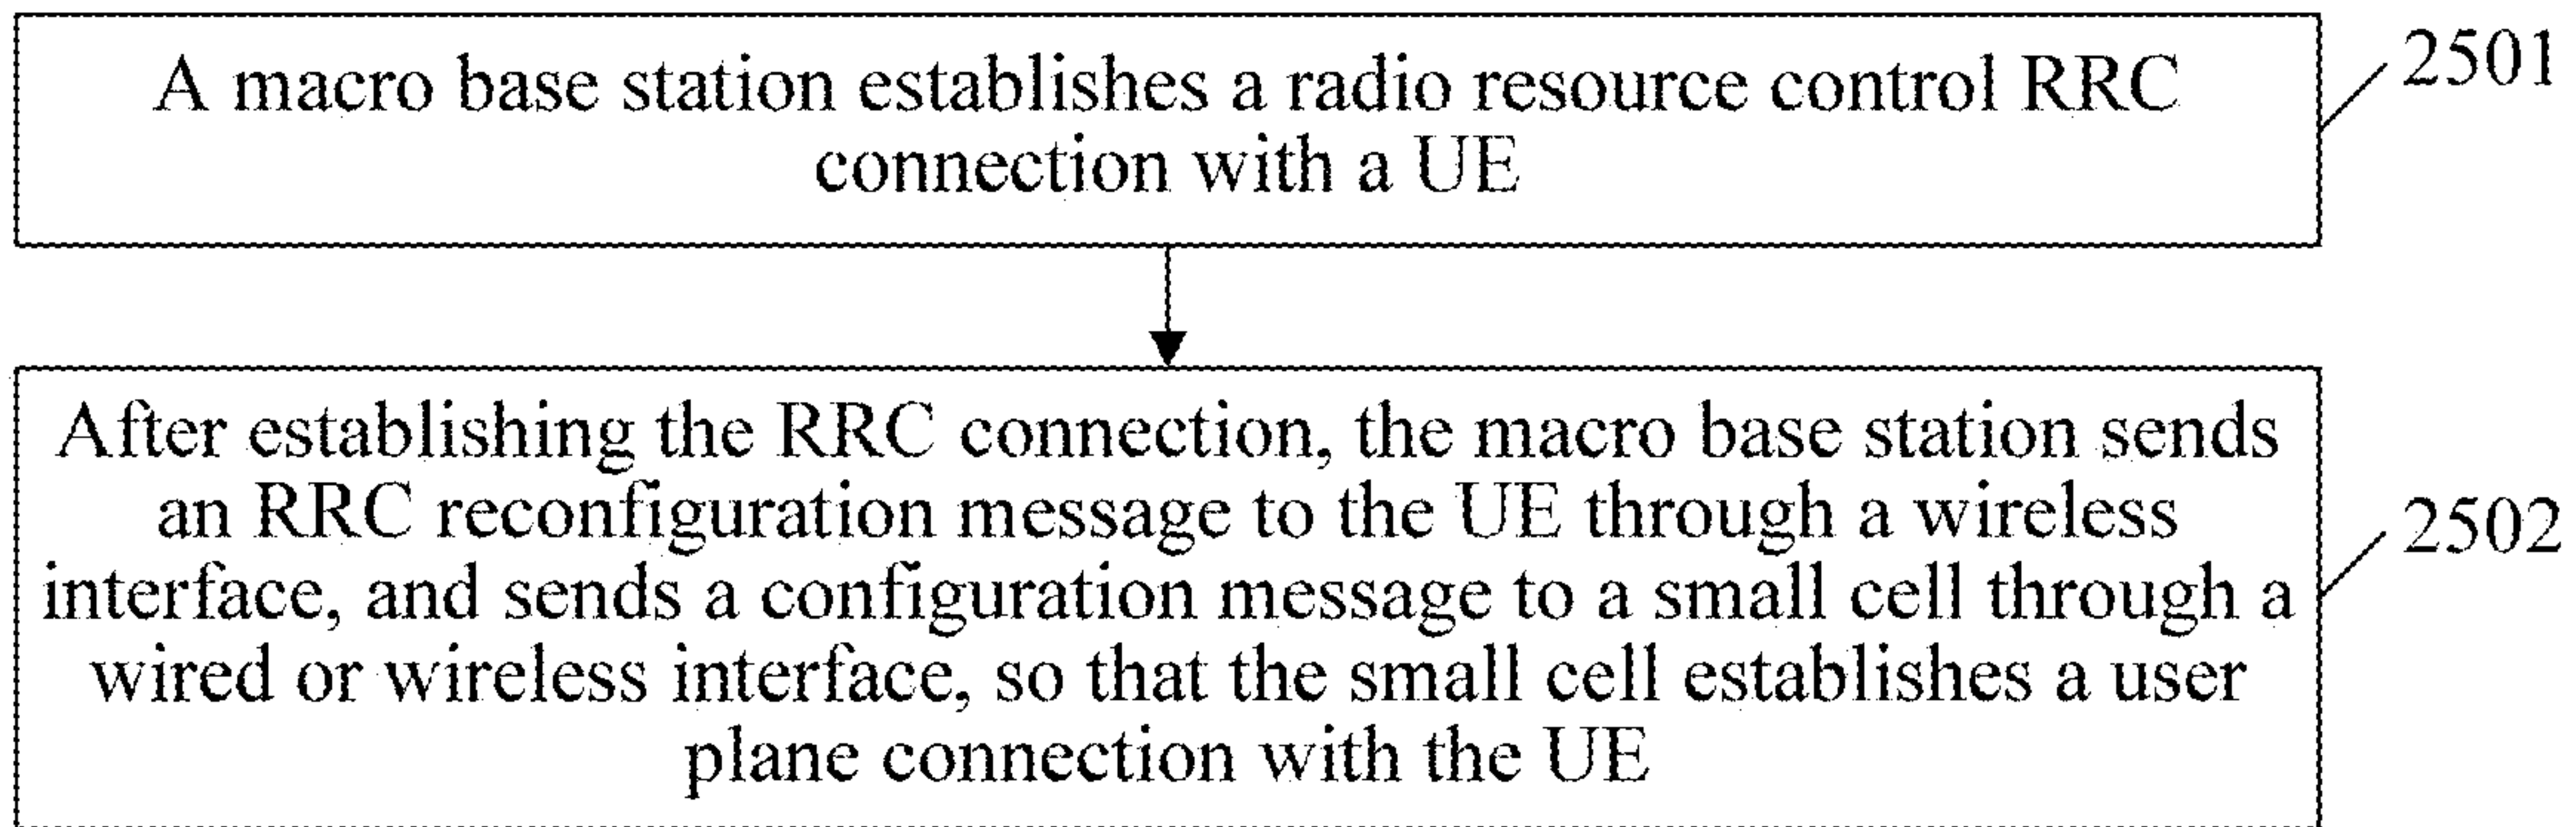 A macro base station establishes a radio resource control RRC
connection with a UE
2501
After establishing the RRC connection, the macro base station sends
an RRC reconfiguration message to the UE through a wireless
interface, and sends a configuration message to a small cell through a
wired or wireless interface, so that the small cell establishes a user
plane connection with the UE
2502